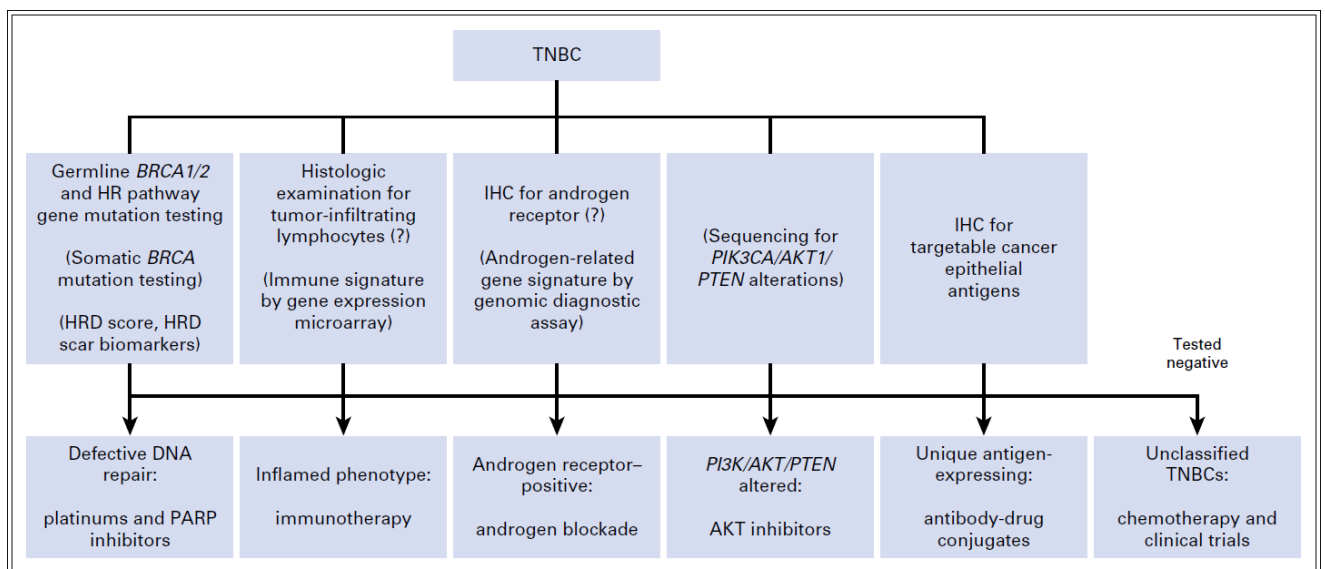 TNBC
Germline BRCA1/2
and HR pathway
gene mutation testing
(Somatic BRCA
mutation testing)
(HRD score, HRD
scar biomarkers)
Histologic
examination for
tumor-infiltrating
lymphocytes (?)
(Immune signature
by gene expression
microarray)
IHC for androgen
receptor (?)
(Androgen-related
gene signature by
genomic diagnostic
assay)
(Sequencing for
PIK3CA/AKT1/
PTEN alterations)
IHC for
targetable cancer
epithelial
antigens
Tested
negative
Defective DNA
repair:
platinums and PARP
inhibitors
Inflamed phenotype:
immunotherapy
Androgen receptor–
positive:
androgen blockade
PI3K/AKT/PTEN
altered:
AKT inhibitors
Unique antigen-
expressing:
antibody-drug
conjugates
Unclassified
TNBCs:
chemotherapy and
clinical trials